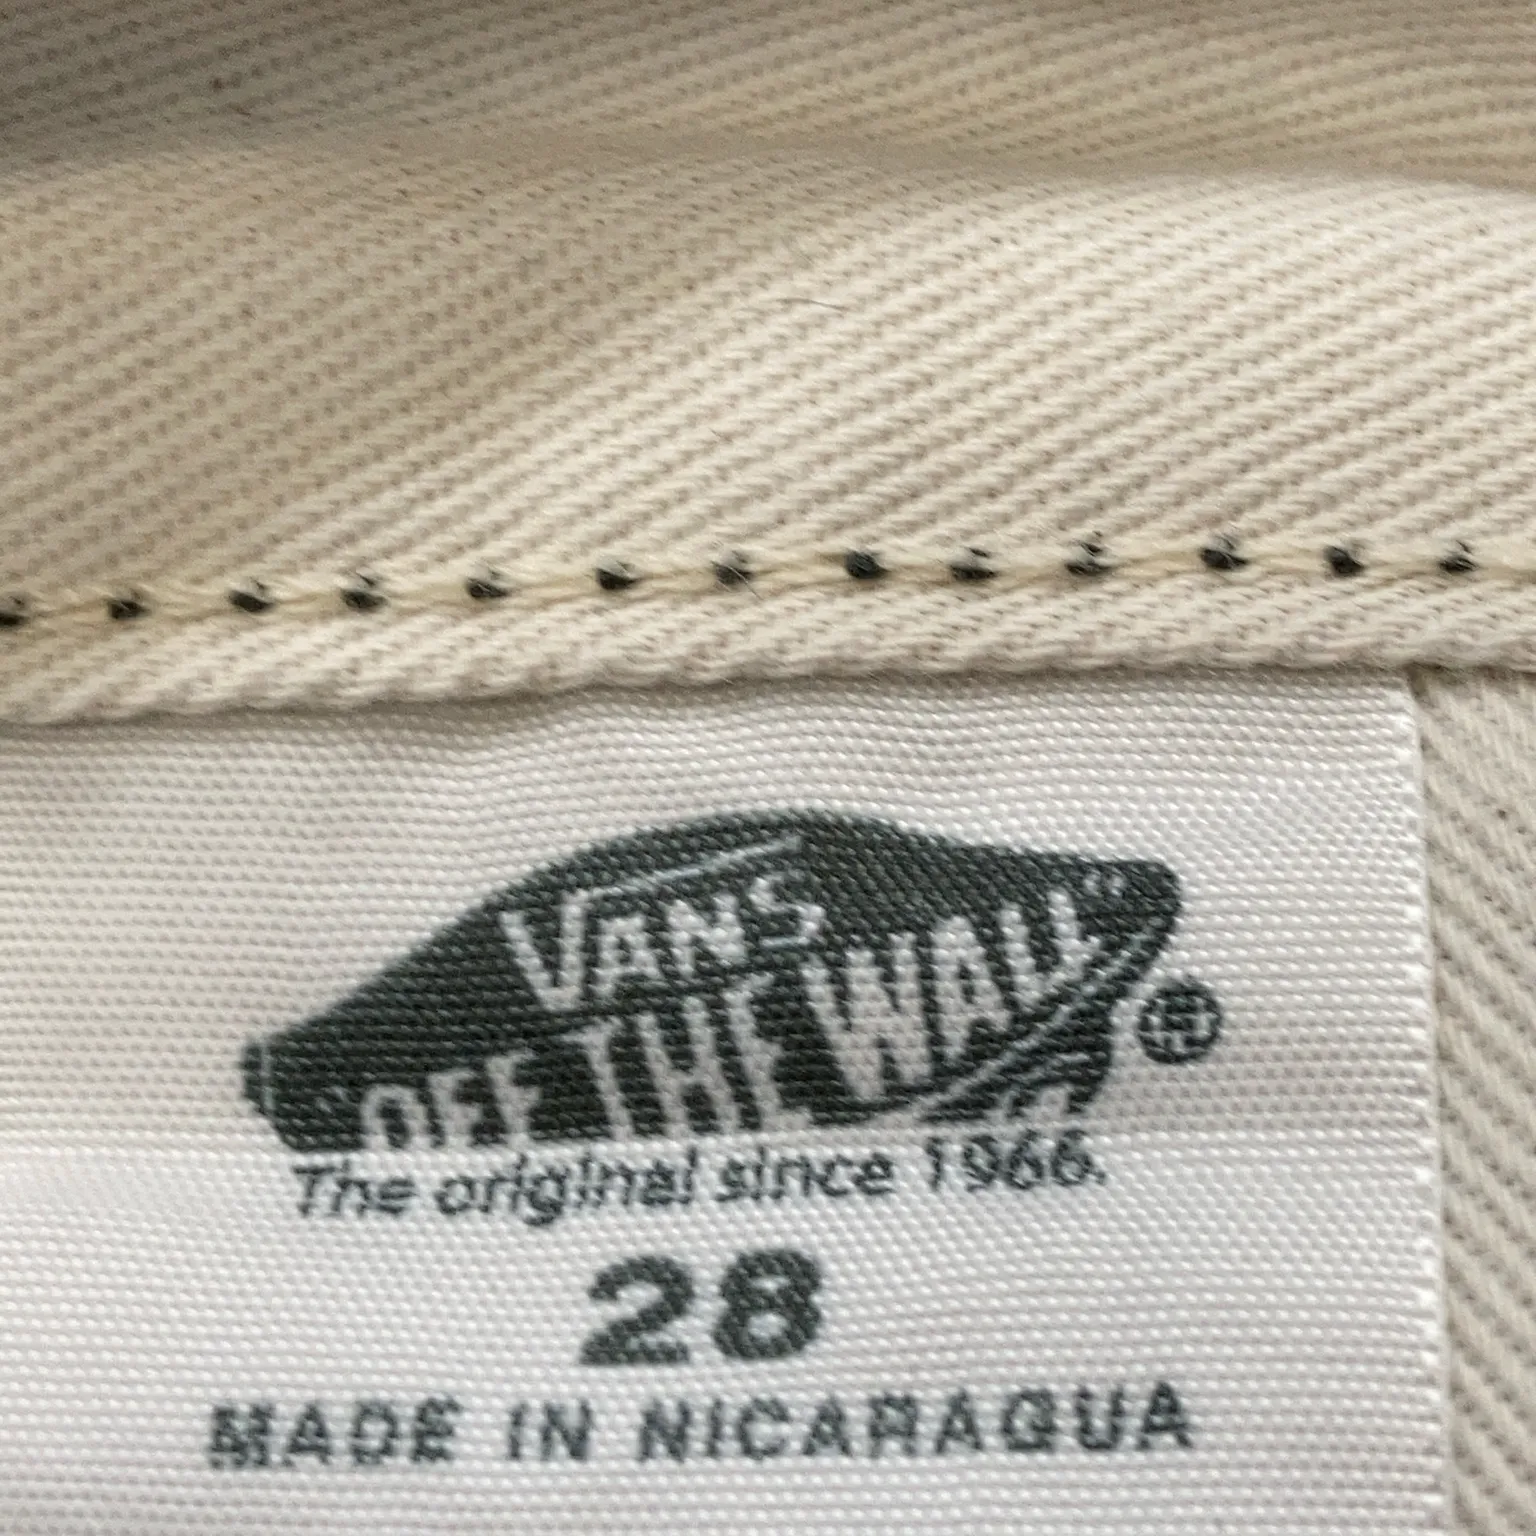 VANS
"OFF THE WALL"
®
The original since 1966.
28
MADE IN NICARAGUA